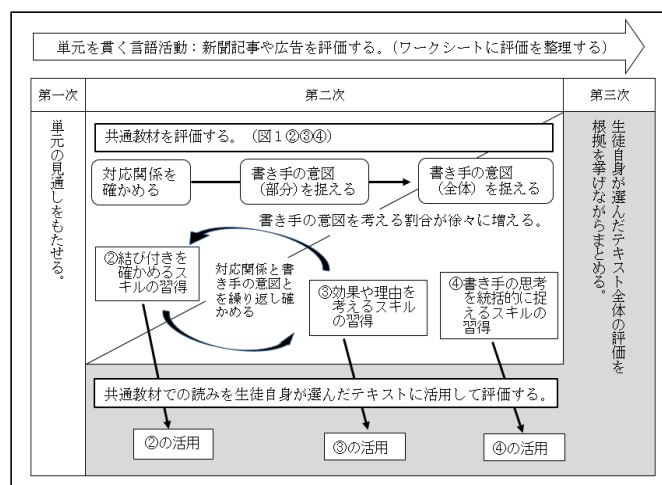 単元を貫く言語活動：新聞記事や広告を評価する。（ワークシートに評価を整理する）
第一次
第二次
第三次
単元の見通しをもたせる。
共通教材を評価する。（図１②③④）
対応関係を
確かめる
書き手の意図
（部分）を捉える
書き手の意図
（全体）を捉える
書き手の意図を考える割合が徐々に増える。
②結び付きを
確かめるス
キルの習得
対応関係と書
き手の意図と
を繰り返し確
かめる
③効果や理由を
考えるスキル
の習得
④書き手の思考
を統括的に捉
えるスキルの
習得
共通教材での読みを生徒自身が選んだテキストに活用して評価する。
②の活用
③の活用
④の活用
生徒自身が選んだテキスト全体の評価を
根拠を挙げながらまとめる。